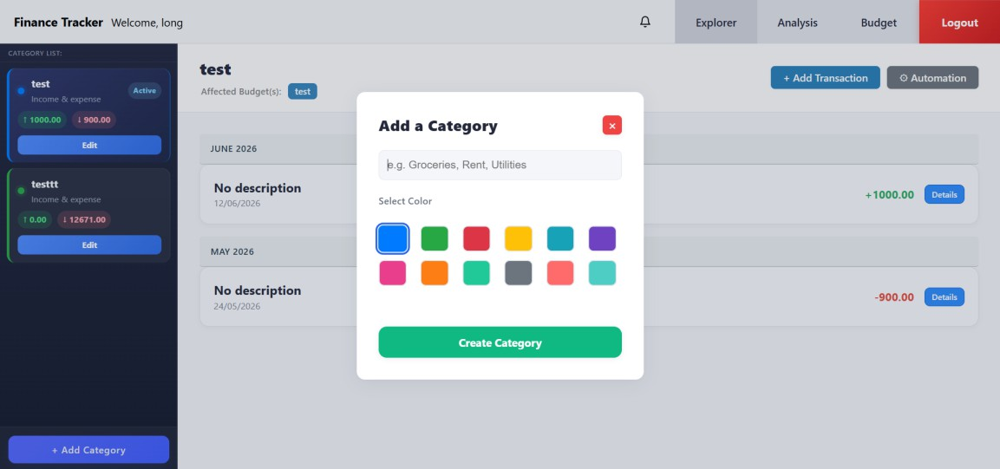 Finance Tracker Welcome, long
Explorer
Analysis
Budget
Logout
CATEGORY LIST:
test
Active
Income & expense
↑ 1000.00 ↓ 900.00
Edit
testtt
Income & expense
↑ 0.00 ↓ 12671.00
Edit
+ Add Category
test
Affected Budget(s): test
+ Add Transaction
⚙ Automation
JUNE 2026
No description
12/06/2026
+1000.00
Details
MAY 2026
No description
24/05/2026
-900.00
Details
Add a Category
×
e.g. Groceries, Rent, Utilities
Select Color
Create Category